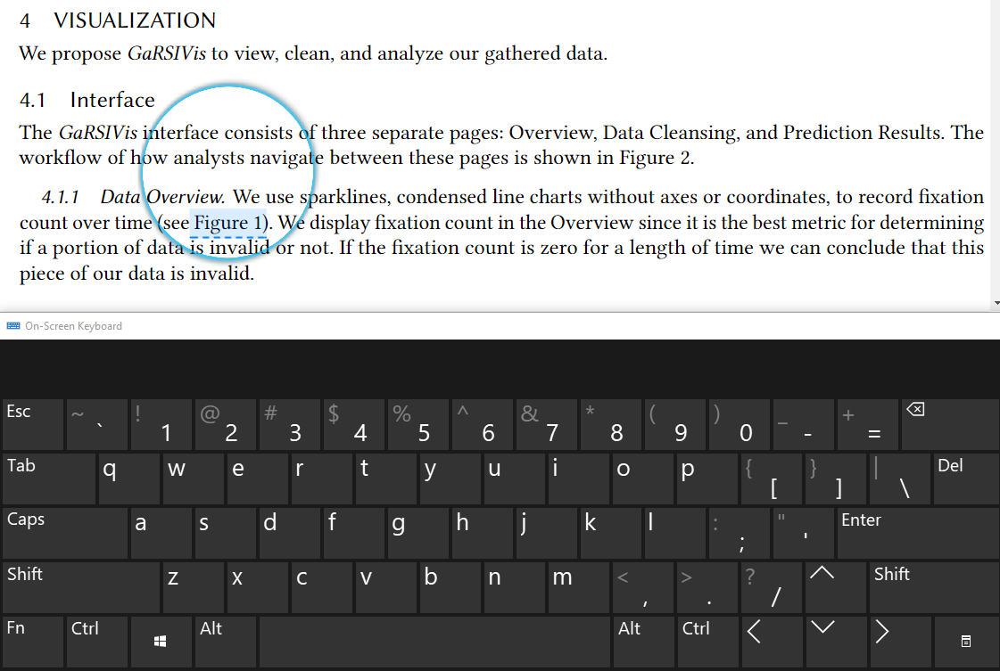 4 VISUALIZATION
We propose GaRSIVis to view, clean, and analyze our gathered data.
4.1 Interface
The GaRSIVis interface consists of three separate pages: Overview, Data Cleansing, and Prediction Results. The
workflow of how analysts navigate between these pages is shown in Figure 2.
4.1.1 Data Overview. We use sparklines, condensed line charts without axes or coordinates, to record fixation
count over time (see Figure 1). We display fixation count in the Overview since it is the best metric for determining
if a portion of data is invalid or not. If the fixation count is zero for a length of time we can conclude that this
piece of our data is invalid.
On-Screen Keyboard
Esc ~ ` ! 1 @ 2 # 3 $ 4 % 5 ^ 6 & 7 * 8 ( 9 ) 0 _ - + =
Tab q w e r t y u i o p { [ } ] | \ Del
Caps a s d f g h j k l : ; " ' Enter
Shift z x c v b n m < , > . ? / Shift
Fn Ctrl Alt Alt Ctrl